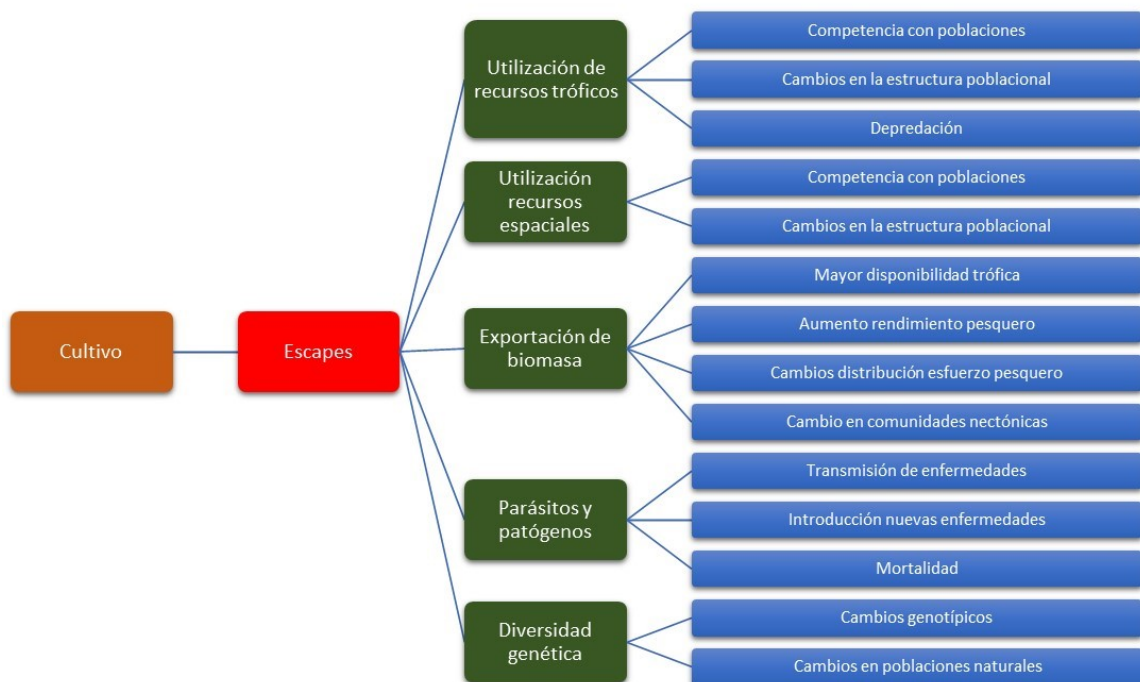 Cultivo
Escapes
Utilización de
recursos tróficos
Competencia con poblaciones
Cambios en la estructura poblacional
Depredación
Utilización
recursos
espaciales
Competencia con poblaciones
Cambios en la estructura poblacional
Exportación de
biomasa
Mayor disponibilidad trófica
Aumento rendimiento pesquero
Cambios distribución esfuerzo pesquero
Cambio en comunidades nectónicas
Parásitos y
patógenos
Transmisión de enfermedades
Introducción nuevas enfermedades
Mortalidad
Diversidad
genética
Cambios genotípicos
Cambios en poblaciones naturales